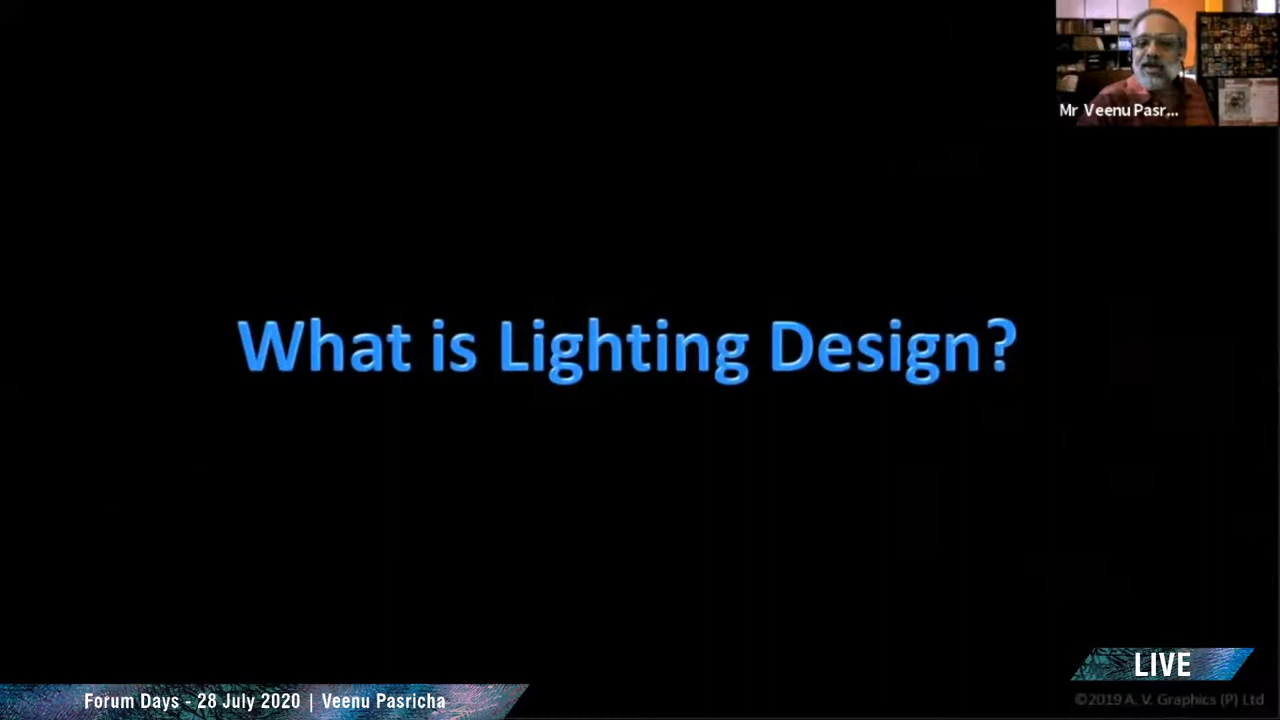 Mr Veenu Pasr...
What is Lighting Design?
LIVE
Forum Days - 28 July 2020 | Veenu Pasricha
©2019 A. V. Graphics (P) Ltd